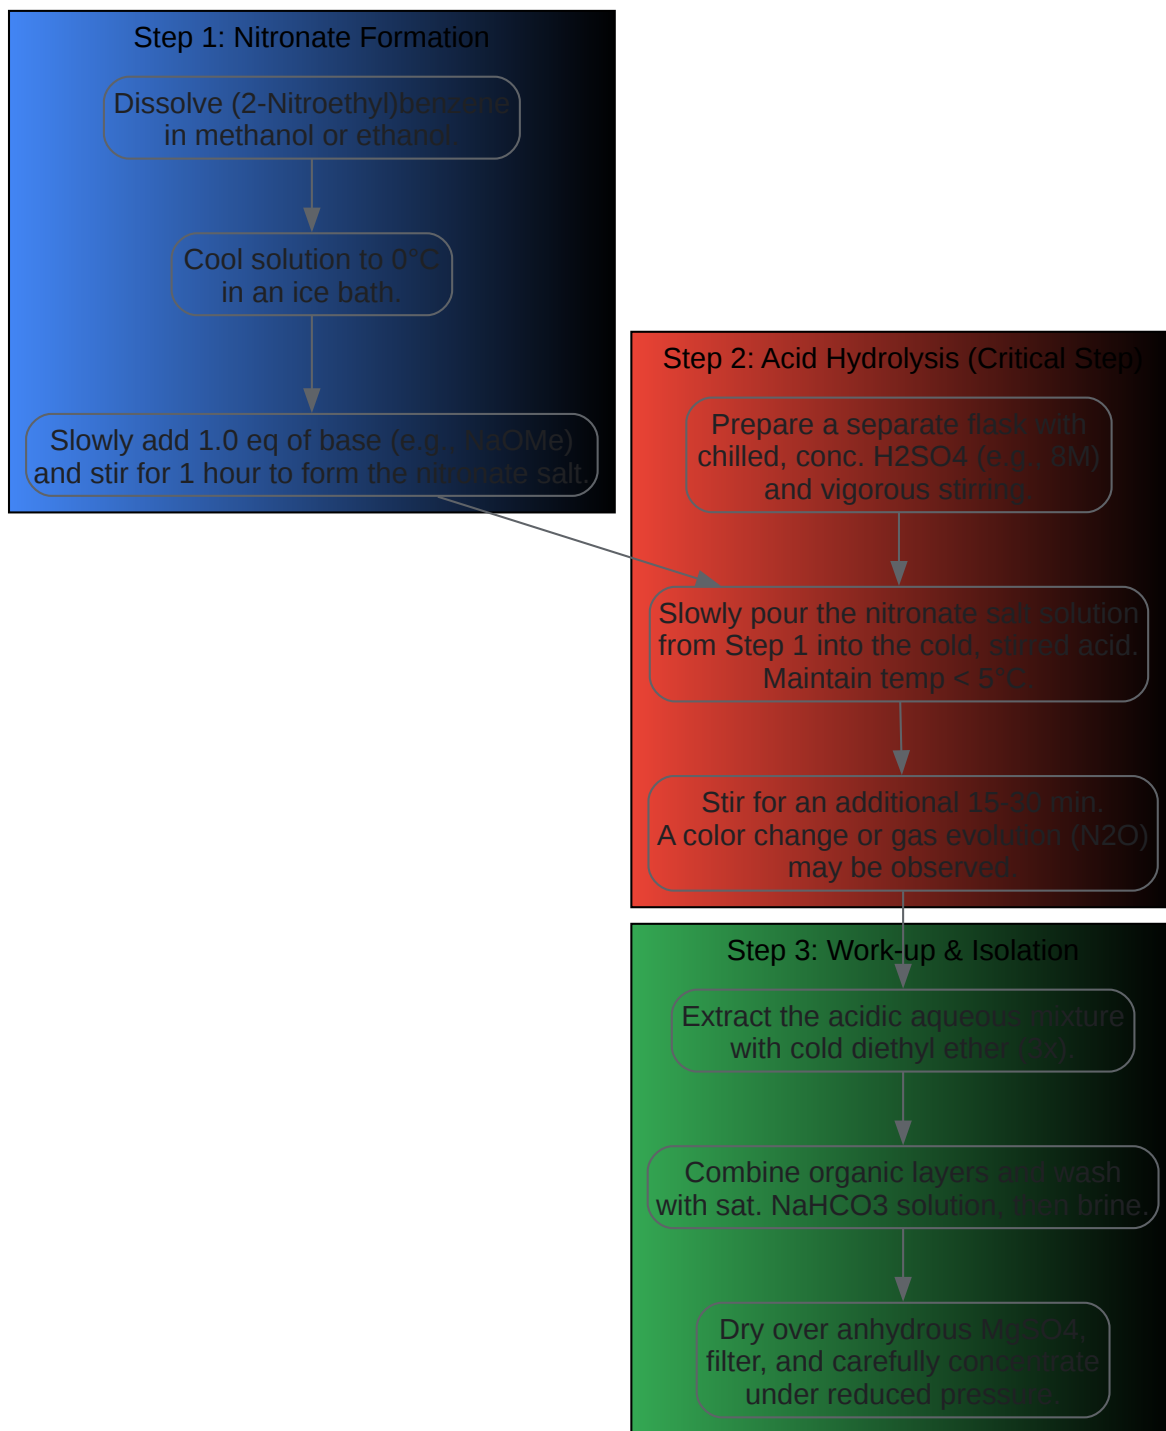 Step 1: Nitronate Formation
Dissolve (2-Nitroethyl)benzene
in methanol or ethanol.
Cool solution to 0°C
in an ice bath.
Slowly add 1.0 eq of base (e.g., NaOMe)
and stir for 1 hour to form the nitronate salt.
Step 2: Acid Hydrolysis (Critical Step)
Prepare a separate flask with
chilled, conc. H2SO4 (e.g., 8M)
and vigorous stirring.
Slowly pour the nitronate salt solution
from Step 1 into the cold, stirred acid.
Maintain temp < 5°C.
Stir for an additional 15-30 min.
A color change or gas evolution (N2O)
may be observed.
Step 3: Work-up & Isolation
Extract the acidic aqueous mixture
with cold diethyl ether (3x).
Combine organic layers and wash
with sat. NaHCO3 solution, then brine.
Dry over anhydrous MgSO4,
filter, and carefully concentrate
under reduced pressure.